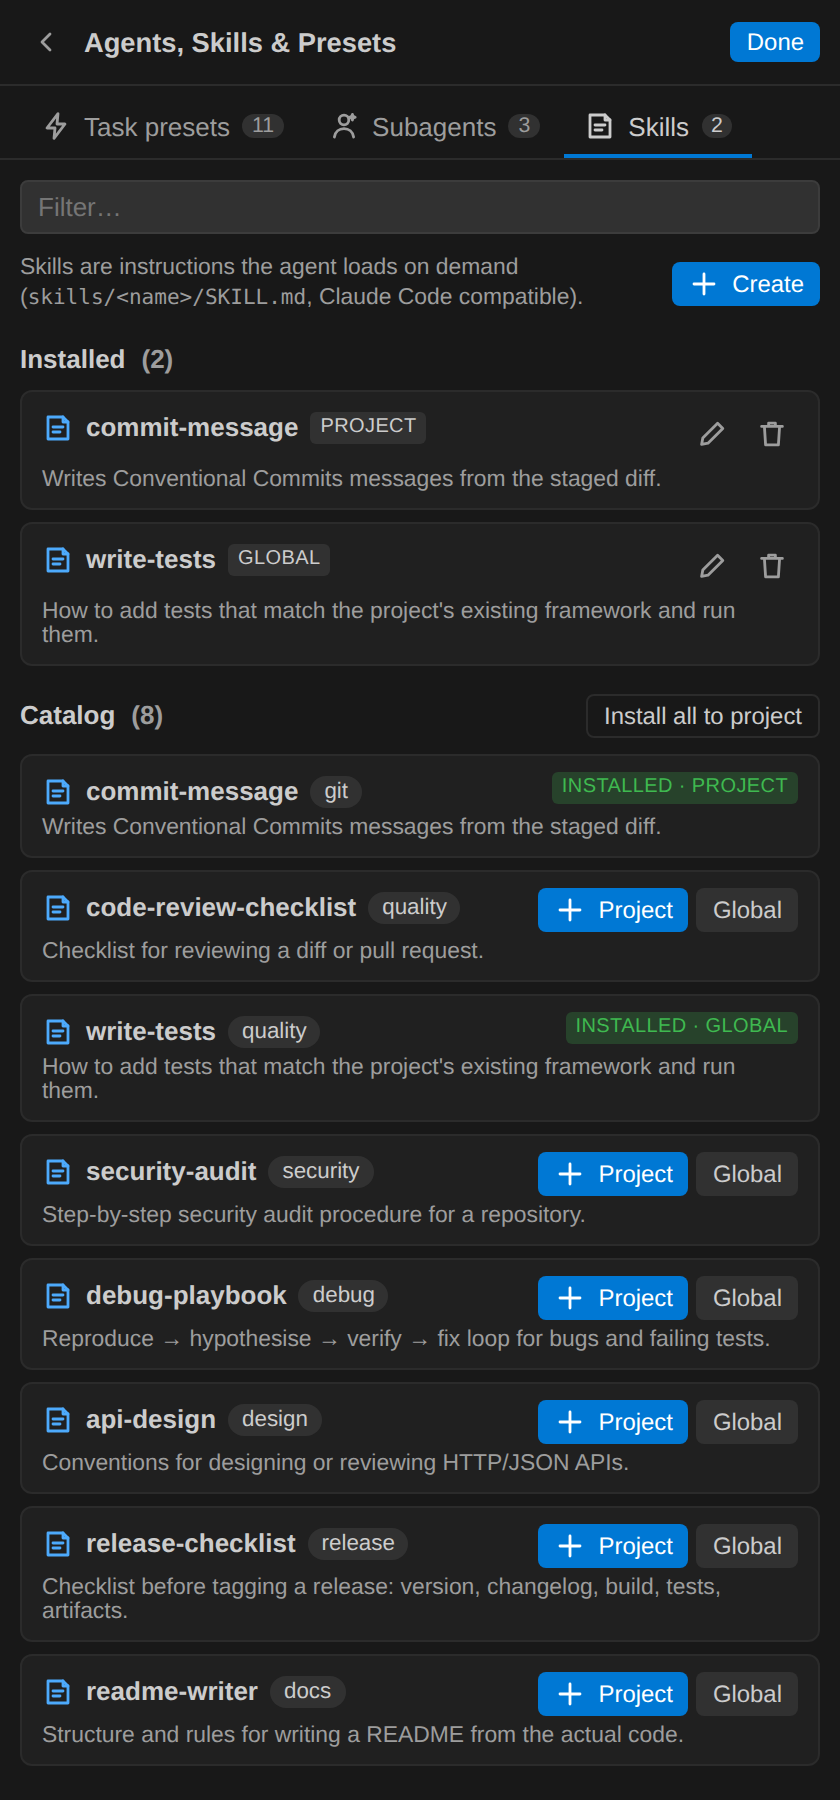 Agents, Skills & Presets
Done
Task presets 11
Subagents 3
Skills 2
Filter…
Skills are instructions the agent loads on demand
(skills/<name>/SKILL.md, Claude Code compatible).
Create
Installed (2)
commit-message PROJECT
Writes Conventional Commits messages from the staged diff.
write-tests GLOBAL
How to add tests that match the project's existing framework and run
them.
Catalog (8)
Install all to project
commit-message git INSTALLED · PROJECT
Writes Conventional Commits messages from the staged diff.
code-review-checklist quality Project Global
Checklist for reviewing a diff or pull request.
write-tests quality INSTALLED · GLOBAL
How to add tests that match the project's existing framework and run
them.
security-audit security Project Global
Step-by-step security audit procedure for a repository.
debug-playbook debug Project Global
Reproduce → hypothesise → verify → fix loop for bugs and failing tests.
api-design design Project Global
Conventions for designing or reviewing HTTP/JSON APIs.
release-checklist release Project Global
Checklist before tagging a release: version, changelog, build, tests,
artifacts.
readme-writer docs Project Global
Structure and rules for writing a README from the actual code.